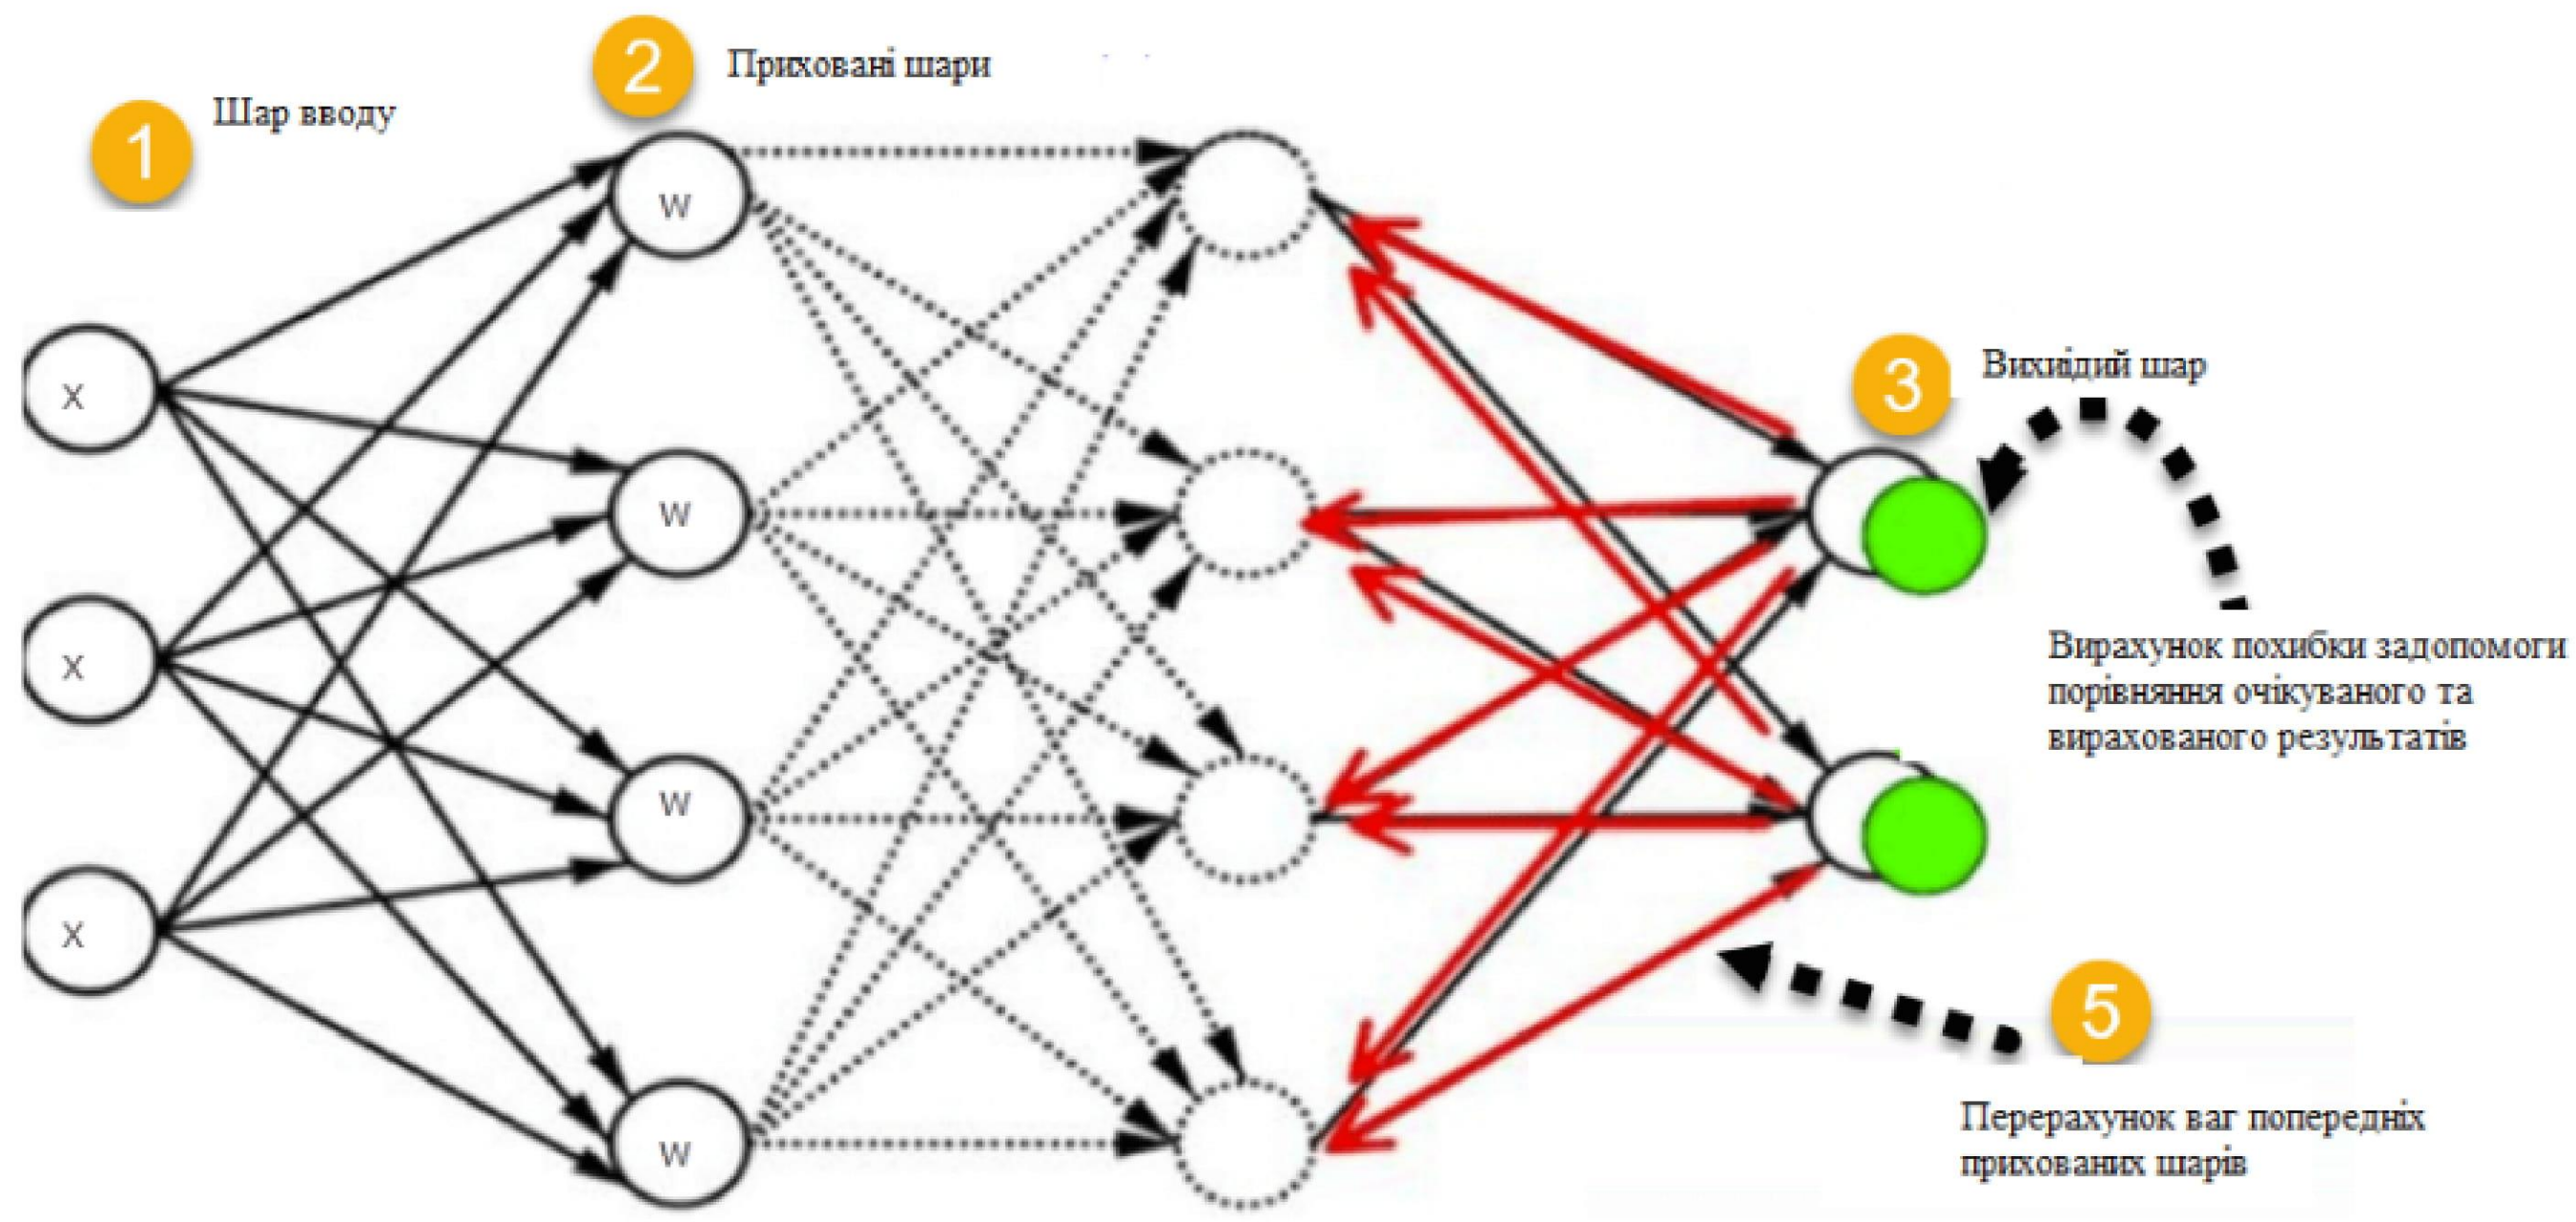 1
Шар вводу
2
Приховані шари
w
w
w
w
x
x
x
3
Вихиідий шар
Вирахунок похибки задопомоги
порівняння очікуваного та
вирахованого результатів
5
Перерахунок ваг попередніх
прихованих шарів